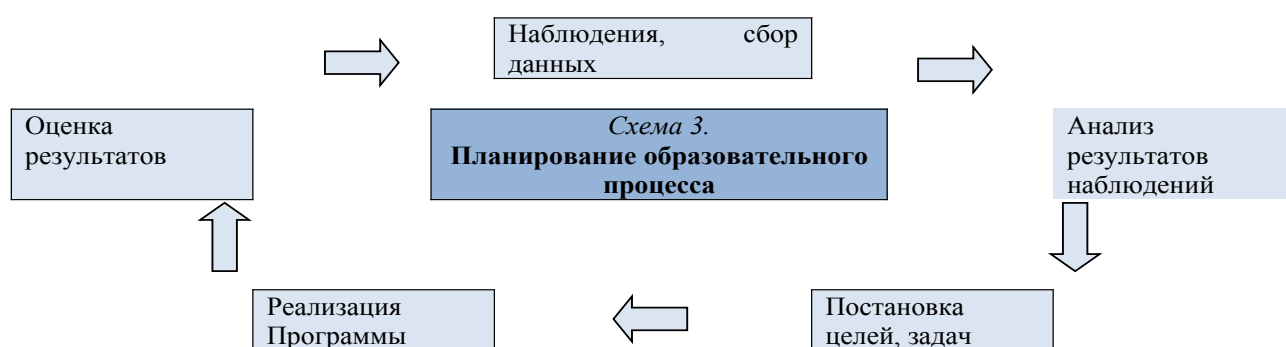 Наблюдения, сбор
данных
Оценка
результатов
Схема 3.
Планирование образовательного
процесса
Анализ
результатов
наблюдений
Реализация
Программы
Постановка
целей, задач